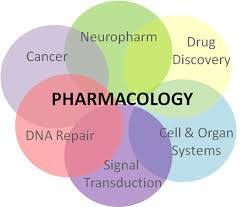 Neuropharm
Cancer
Drug
Discovery
PHARMACOLOGY
DNA Repair
Cell & Organ
Systems
Signal
Transduction